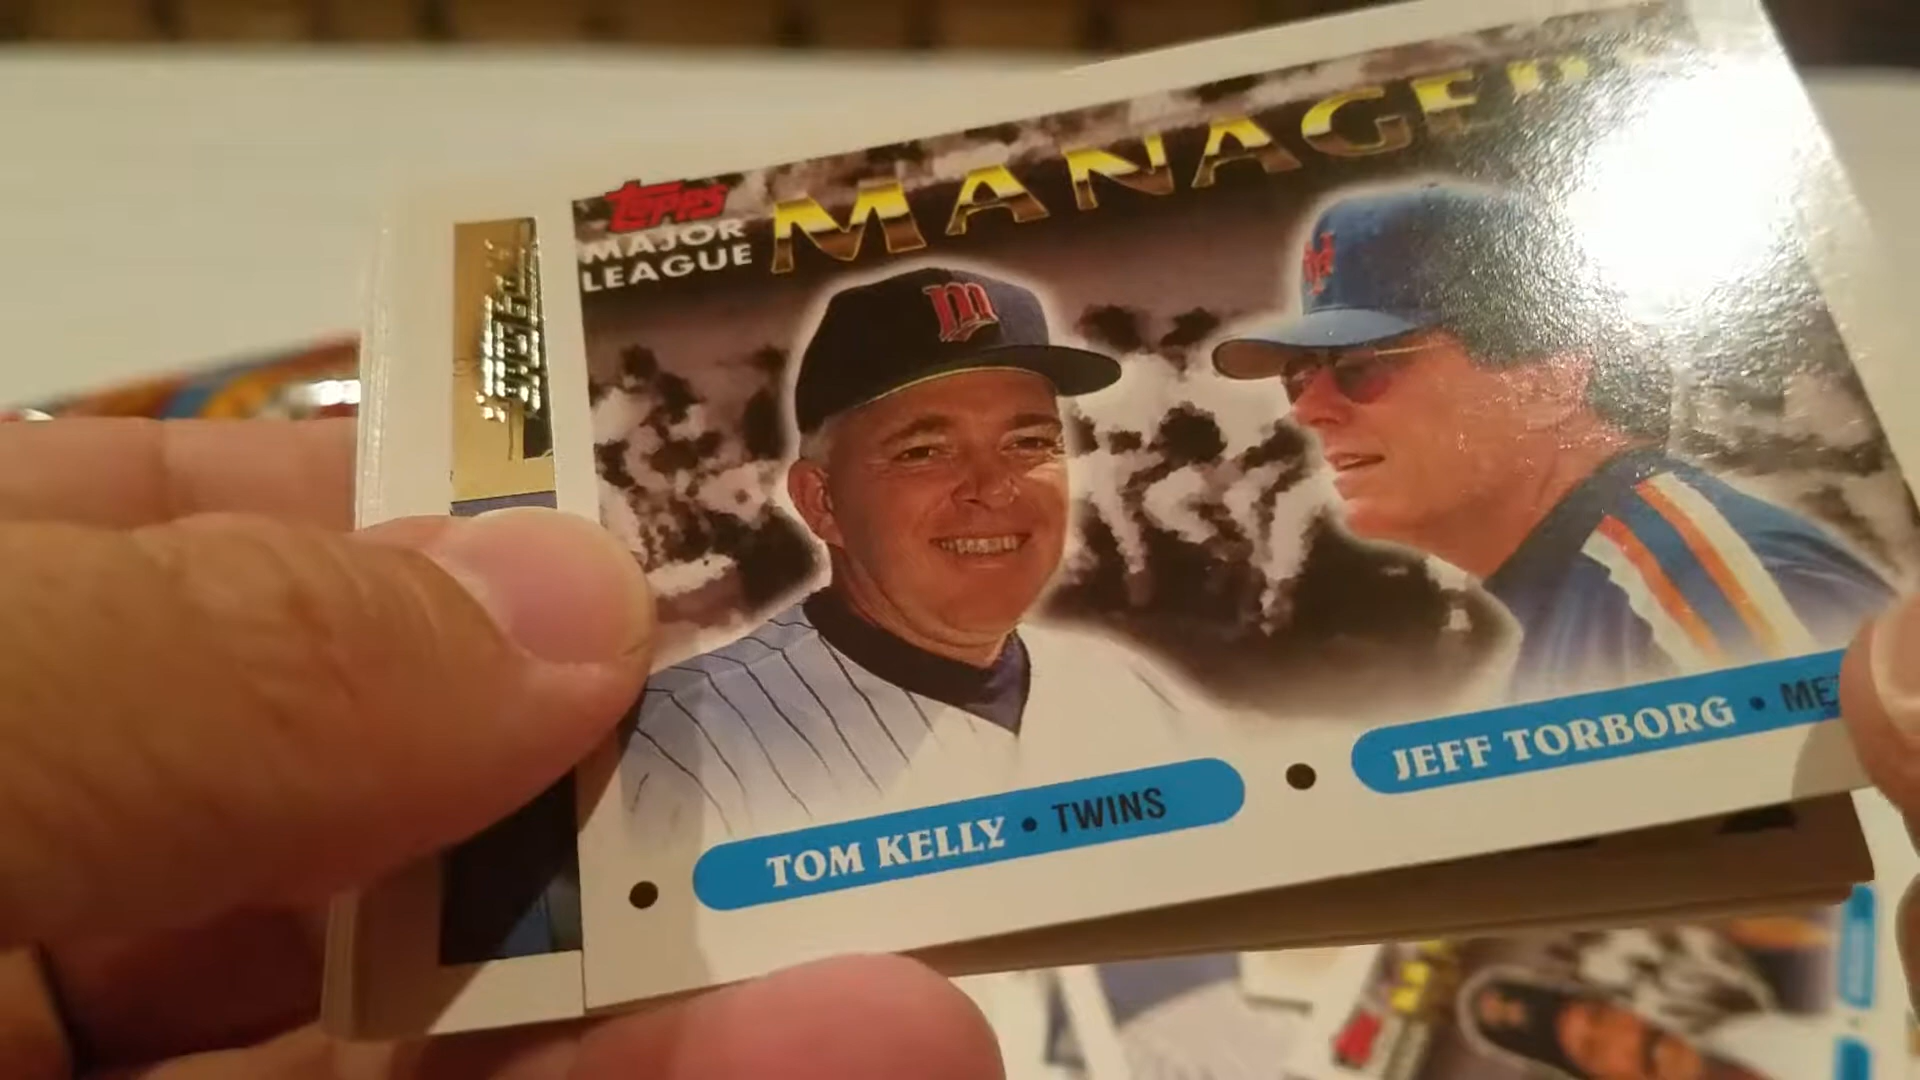 TOPPS
MAJOR
LEAGUE
MANAGER
TOM KELLY • TWINS
JEFF TORBORG • ME